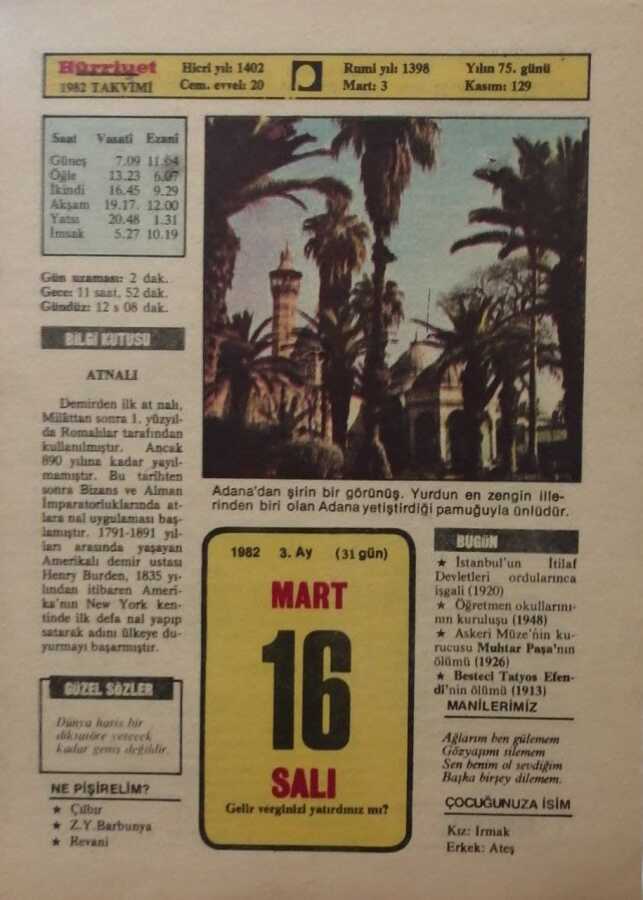 Hürriyet
1982 TAKVİMİ
Hicri yıl: 1402
Cem. evvel: 20
Rumi yıl: 1398
Mart: 3
Yılın 75. günü
Kasım: 129
Saat Vasati Ezani
Güneş 7.09 11.54
Öğle 13.23 6.07
İkindi 16.45 9.29
Akşam 19.17. 12.00
Yatsı 20.48 1.31
İmsak 5.27 10.19
Gün uzaması: 2 dak.
Gece: 11 saat, 52 dak.
Gündüz: 12 s 08 dak.
BİLGİ KUTUSU
ATNALI
Demirden ilk at nalı,
Milâttan sonra 1. yüzyıl-
da Romalılar tarafından
kullanılmıştır. Ancak
890 yılına kadar yayıl-
mamıştır. Bu tarihten
sonra Bizans ve Alman
İmparatorluklarında at-
lara nal uygulaması baş-
lamıştır. 1791-1891 yıl-
ları arasında yaşayan
Amerikalı demir ustası
Henry Burden, 1835 yı-
lından itibaren Ameri-
ka'nın New York ken-
tinde ilk defa nal yapıp
satarak adını ülkeye du-
yurmayı başarmıştır.
GÜZEL SÖZLER
Dünya haris bir
diktatöre yetecek
kadar geniş değildir.
NE PİŞİRELİM?
★ Çılbır
★ Z.Y.Barbunya
★ Revani
Adana'dan şirin bir görünüş. Yurdun en zengin ille-
rinden biri olan Adana yetiştirdiği pamuğuyla ünlüdür.
1982 3. Ay (31 gün)
MART
16
SALI
Gelir verginizi yatırdınız mı?
BUGÜN
★ İstanbul'un İtilaf
Devletleri ordularınca
işgali (1920)
★ Öğretmen okullarını-
nın kuruluşu (1948)
★ Askeri Müze'nin ku-
rucusu Muhtar Paşa'nın
ölümü (1926)
★ Besteci Tatyos Efen-
di'nin ölümü (1913)
MANİLERİMİZ
Ağlarım ben gülemem
Gözyaşımı silemem
Sen benim ol sevdiğim
Başka birşey dilemem.
ÇOCUĞUNUZA İSİM
Kız: Irmak
Erkek: Ateş